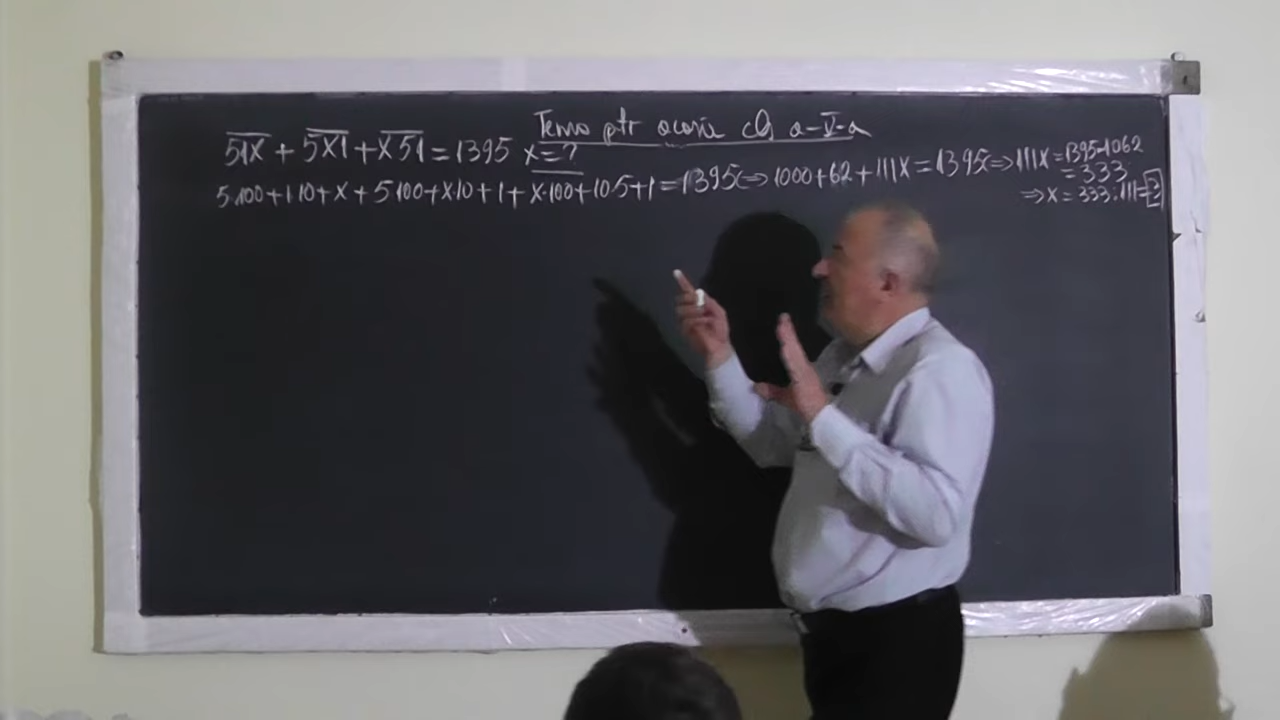 Tema ptr acasă cls a-V-a
51x + 5x1 + x51 = 1395 x = ?
5·100+1·10+x+5·100+x·10+1+x·100+10·5+1=1395 ⇒ 1000+62+111x=1395 ⇒ 111x=1395-1062
=333
⇒ x = 333:111=3